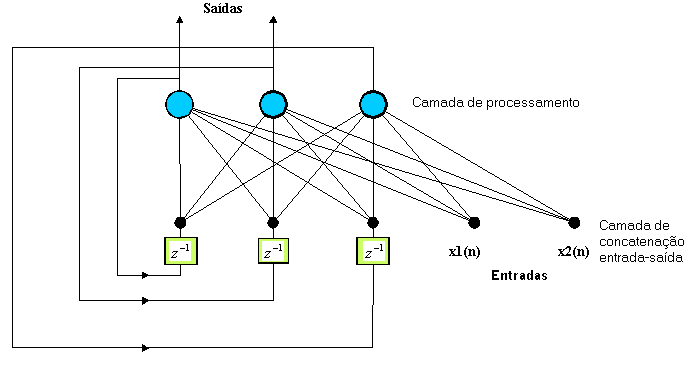 Saídas
Camada de processamento
z⁻¹
z⁻¹
z⁻¹
x1(n)
x2(n)
Camada de
concatenação
entrada-saída
Entradas